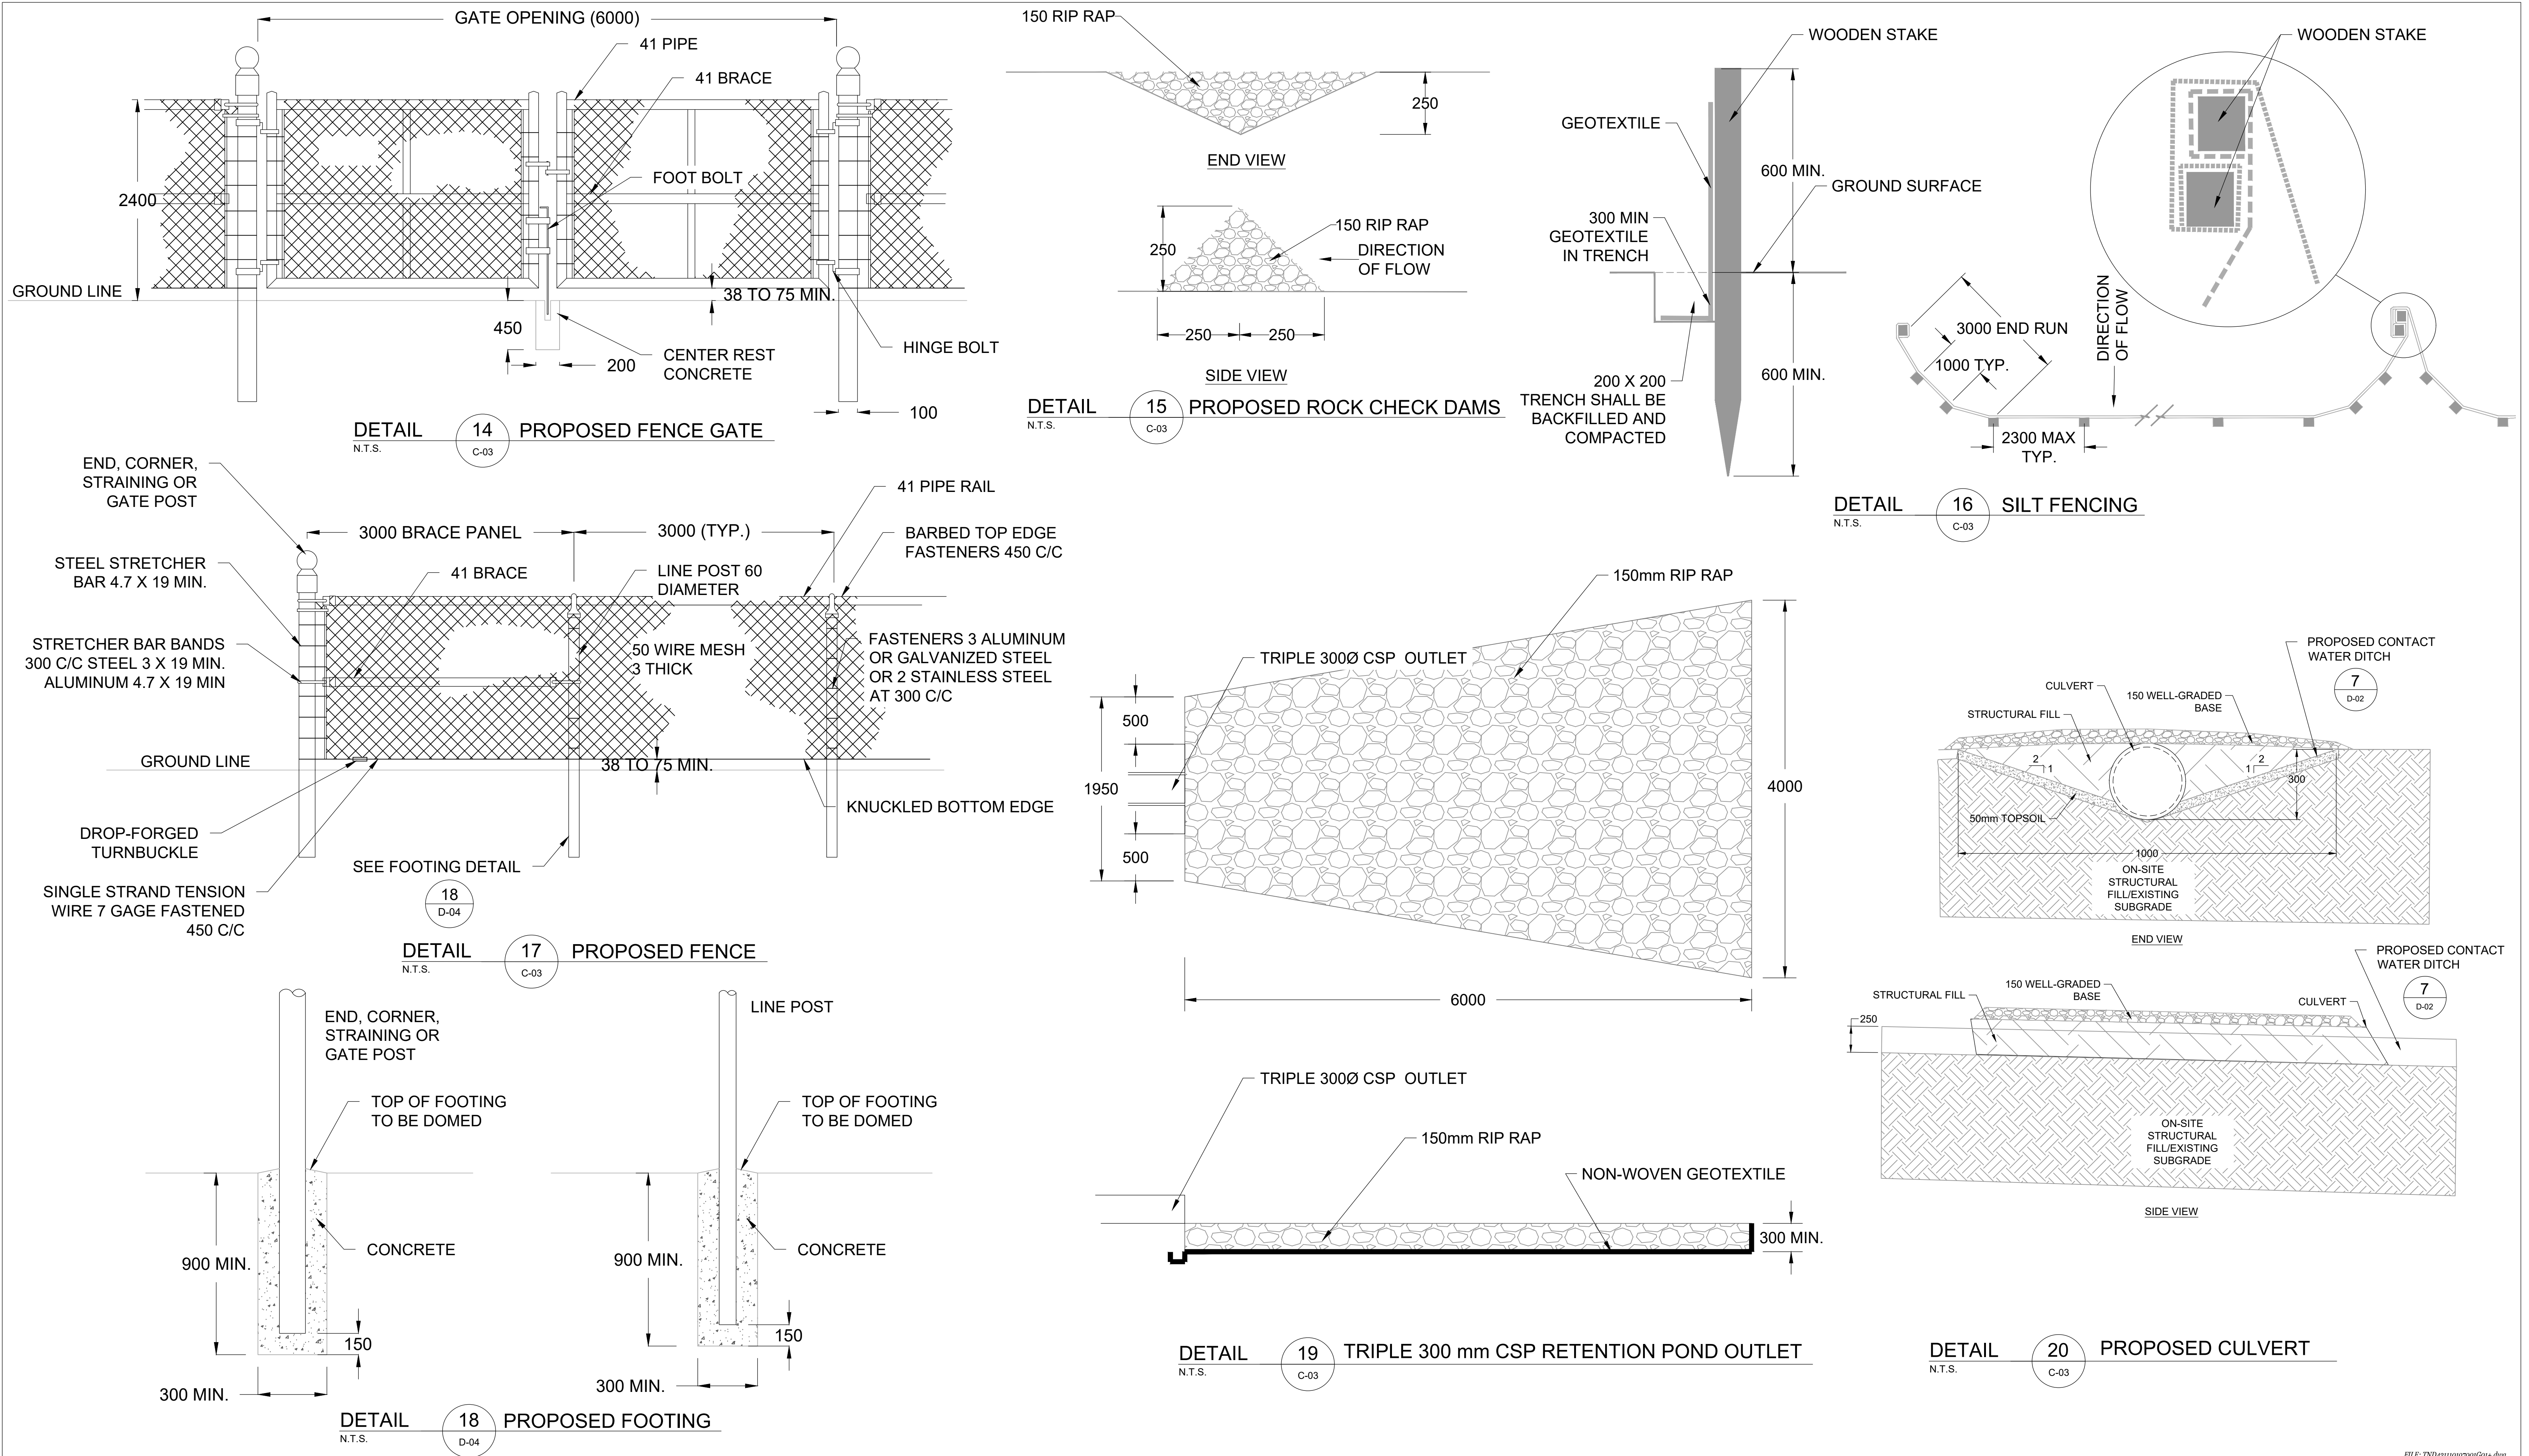 GATE OPENING (6000)
41 PIPE
41 BRACE
FOOT BOLT
2400
GROUND LINE
38 TO 75 MIN.
450
200
CENTER REST
CONCRETE
HINGE BOLT
100
DETAIL
N.T.S.
14
C-03
PROPOSED FENCE GATE
150 RIP RAP
250
END VIEW
250
150 RIP RAP
DIRECTION
OF FLOW
250
250
SIDE VIEW
DETAIL
N.T.S.
15
C-03
PROPOSED ROCK CHECK DAMS
WOODEN STAKE
GEOTEXTILE
600 MIN.
GROUND SURFACE
300 MIN
GEOTEXTILE
IN TRENCH
600 MIN.
200 X 200
TRENCH SHALL BE
BACKFILLED AND
COMPACTED
WOODEN STAKE
3000 END RUN
1000 TYP.
DIRECTION
OF FLOW
2300 MAX
TYP.
DETAIL
N.T.S.
16
C-03
SILT FENCING
END, CORNER,
STRAINING OR
GATE POST
3000 BRACE PANEL
3000 (TYP.)
41 PIPE RAIL
BARBED TOP EDGE
FASTENERS 450 C/C
STEEL STRETCHER
BAR 4.7 X 19 MIN.
41 BRACE
LINE POST 60
DIAMETER
STRETCHER BAR BANDS
300 C/C STEEL 3 X 19 MIN.
ALUMINUM 4.7 X 19 MIN
50 WIRE MESH
3 THICK
FASTENERS 3 ALUMINUM
OR GALVANIZED STEEL
OR 2 STAINLESS STEEL
AT 300 C/C
GROUND LINE
38 TO 75 MIN.
KNUCKLED BOTTOM EDGE
DROP-FORGED
TURNBUCKLE
SEE FOOTING DETAIL
18
D-04
SINGLE STRAND TENSION
WIRE 7 GAGE FASTENED
450 C/C
DETAIL
N.T.S.
17
C-03
PROPOSED FENCE
END, CORNER,
STRAINING OR
GATE POST
TOP OF FOOTING
TO BE DOMED
CONCRETE
900 MIN.
150
300 MIN.
LINE POST
TOP OF FOOTING
TO BE DOMED
CONCRETE
900 MIN.
150
300 MIN.
DETAIL
N.T.S.
18
D-04
PROPOSED FOOTING
150mm RIP RAP
TRIPLE 300Ø CSP OUTLET
500
1950
500
4000
6000
TRIPLE 300Ø CSP OUTLET
150mm RIP RAP
NON-WOVEN GEOTEXTILE
300 MIN.
DETAIL
N.T.S.
19
C-03
TRIPLE 300 mm CSP RETENTION POND OUTLET
PROPOSED CONTACT
WATER DITCH
7
D-02
CULVERT
150 WELL-GRADED
BASE
STRUCTURAL FILL
2
1
2
1
300
50mm TOPSOIL
1000
ON-SITE
STRUCTURAL
FILL/EXISTING
SUBGRADE
END VIEW
PROPOSED CONTACT
WATER DITCH
7
D-02
150 WELL-GRADED
BASE
STRUCTURAL FILL
CULVERT
250
ON-SITE
STRUCTURAL
FILL/EXISTING
SUBGRADE
SIDE VIEW
DETAIL
N.T.S.
20
C-03
PROPOSED CULVERT